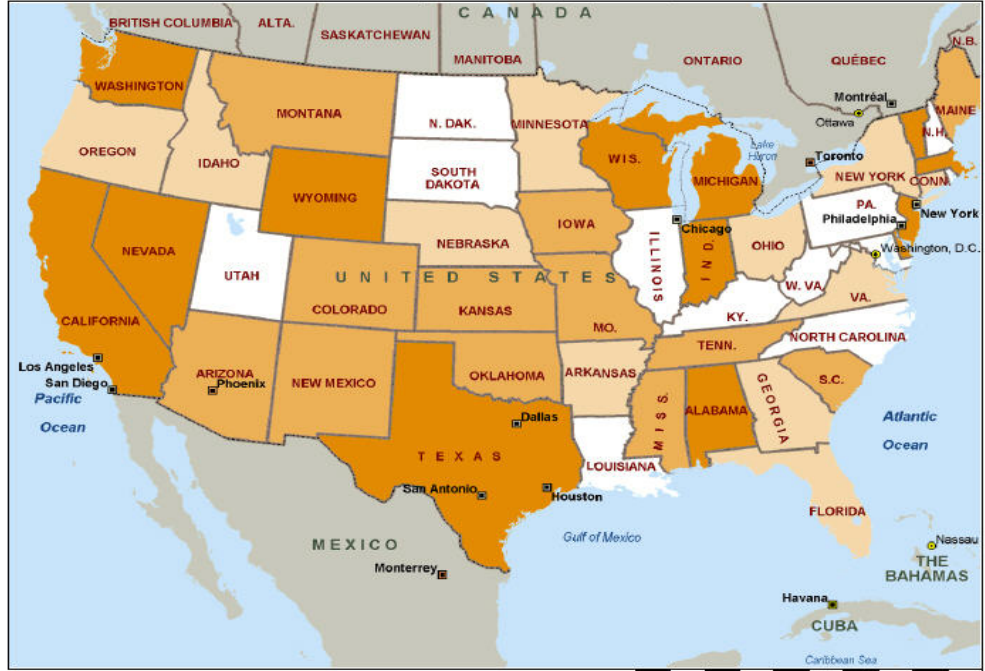 CANADA
BRITISH COLUMBIA
ALTA.
SASKATCHEWAN
MANITOBA
ONTARIO
QUÉBEC
N.B.
WASHINGTON
MONTANA
N. DAK.
MINNESOTA
Montréal
Ottawa
MAINE
N.H.
OREGON
IDAHO
SOUTH
DAKOTA
WIS.
Lake
Huron
Toronto
MICHIGAN
NEW YORK
CONN.
WYOMING
IOWA
PA.
Philadelphia
New York
NEVADA
NEBRASKA
Chicago
OHIO
Washington, D.C.
UTAH
UNITED STATES
ILLINOIS
IND.
W. VA.
VA.
CALIFORNIA
COLORADO
KANSAS
MO.
KY.
NORTH CAROLINA
TENN.
Los Angeles
San Diego
ARIZONA
Phoenix
NEW MEXICO
OKLAHOMA
ARKANSAS
S.C.
Pacific
Ocean
MISS.
ALABAMA
GEORGIA
Atlantic
Ocean
Dallas
TEXAS
LOUISIANA
San Antonio
Houston
FLORIDA
MEXICO
Gulf of Mexico
Nassau
THE
BAHAMAS
Monterrey
Havana
CUBA
Caribbean Sea